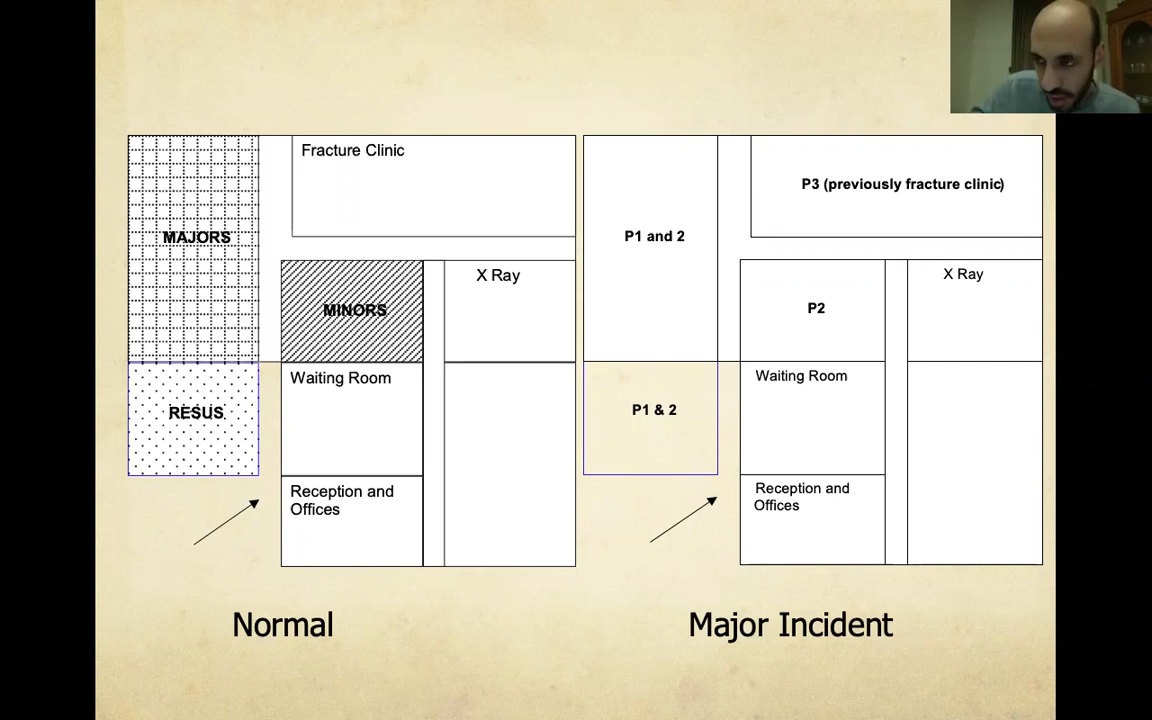 Fracture Clinic
MAJORS
MINORS
X Ray
RESUS
Waiting Room
Reception and
Offices
Normal
P3 (previously fracture clinic)
P1 and 2
X Ray
P2
P1 & 2
Waiting Room
Reception and
Offices
Major Incident